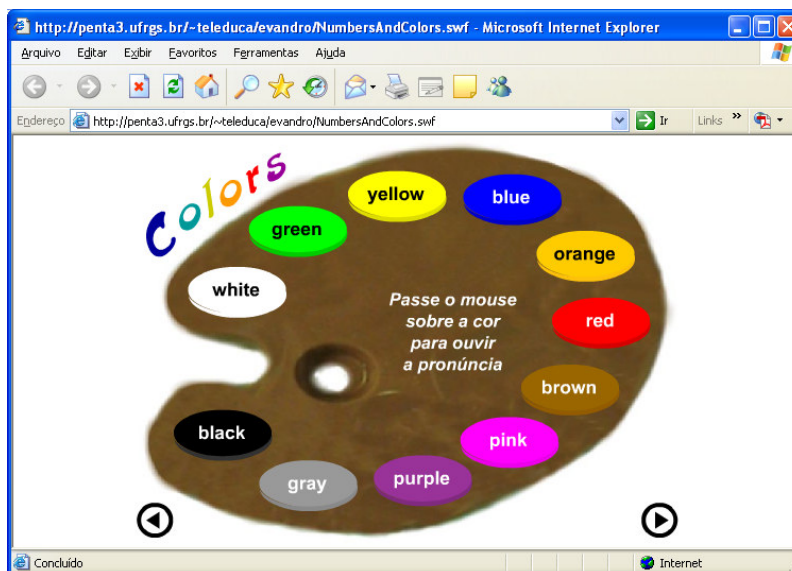 http://penta3.ufrgs.br/~teleduca/evandro/NumbersAndColors.swf - Microsoft Internet Explorer
Arquivo Editar Exibir Favoritos Ferramentas Ajuda
Endereço http://penta3.ufrgs.br/~teleduca/evandro/NumbersAndColors.swf Ir Links »
Colors
yellow
blue
green
orange
white
Passe o mouse
sobre a cor
para ouvir
a pronúncia
red
brown
black
pink
purple
gray
Concluído Internet